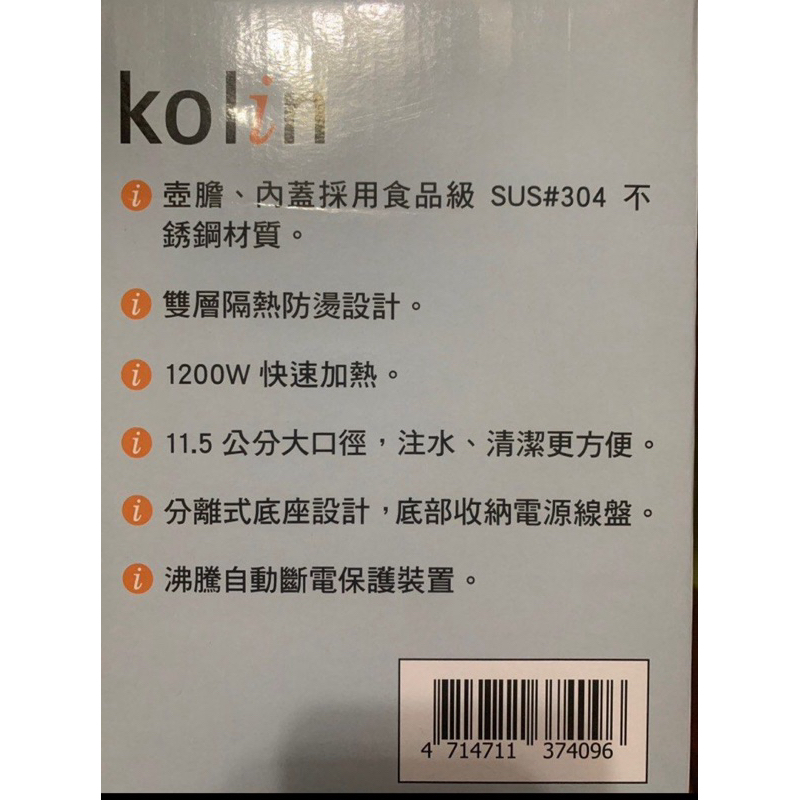 kolin
i 壺膽、內蓋採用食品級 SUS#304 不
銹鋼材質。
i 雙層隔熱防燙設計。
i 1200W 快速加熱。
i 11.5 公分大口徑，注水、清潔更方便。
i 分離式底座設計，底部收納電源線盤。
i 沸騰自動斷電保護裝置。
4 714711 374096